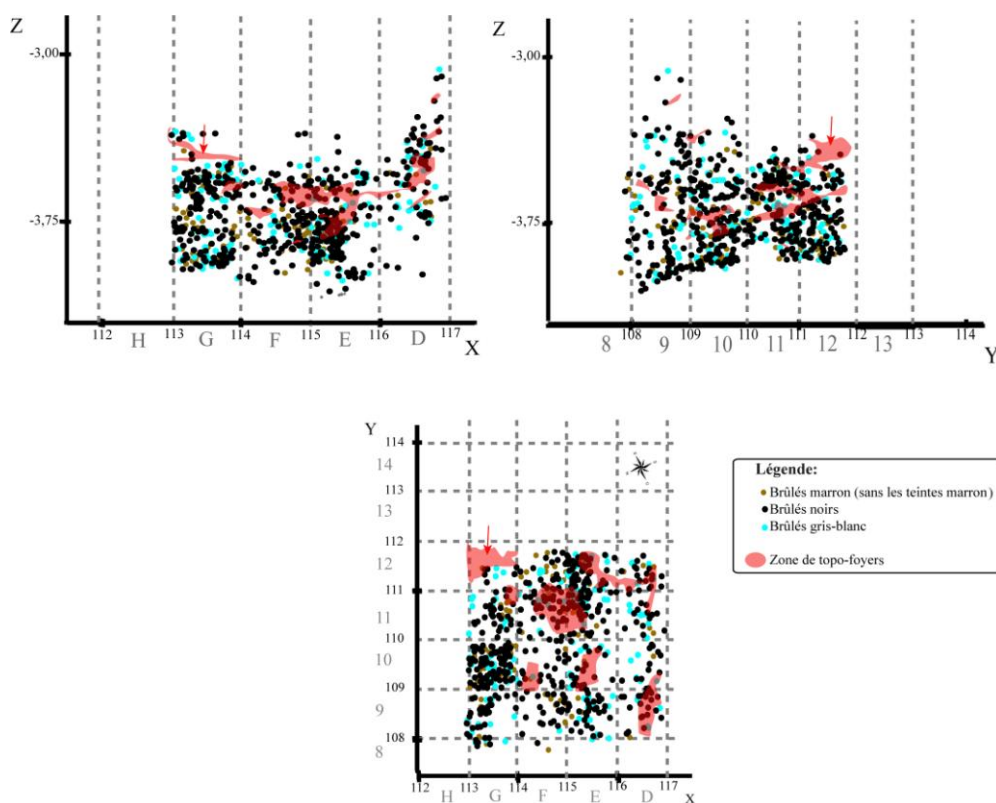 Z
-3,00
-3,75
112 113 114 115 116 117
H G F E D X
Z
-3,00
-3,75
108 109 110 111 112 113 114
8 9 10 11 12 13
Y
Y
114
14
113
13
112
12
111
11
110
10
109
9
108
8
112 113 114 115 116 117
H G F E D x
Légende:
Brûlés marron (sans les teintes marron)
Brûlés noirs
Brûlés gris-blanc
Zone de topo-foyers